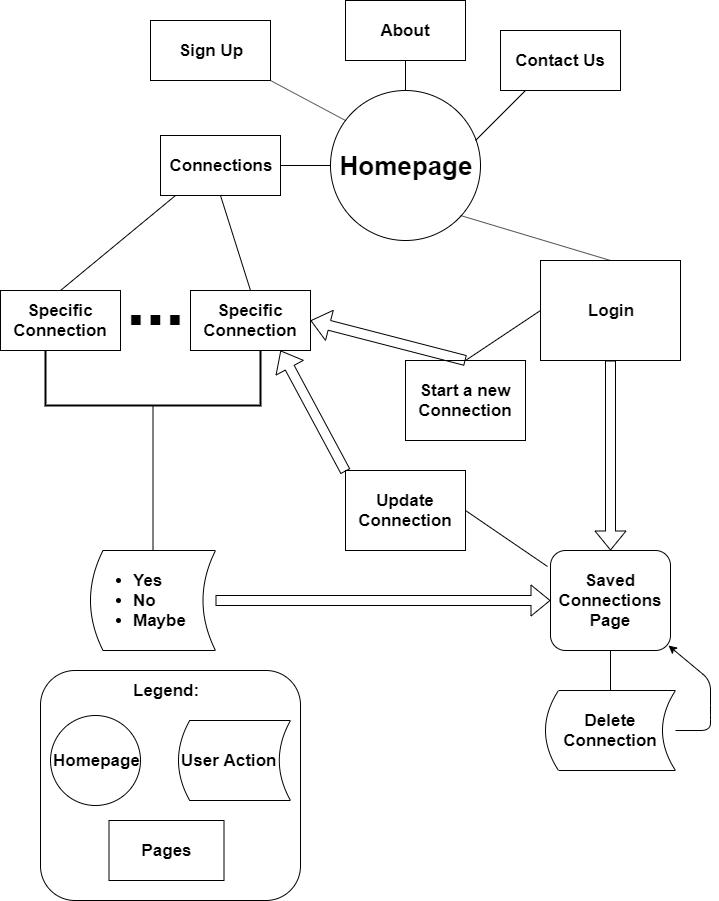 About
Sign Up
Contact Us
Connections
Homepage
Specific
Connection
Specific
Connection
Login
Start a new
Connection
Update
Connection
Yes
No
Maybe
Saved
Connections
Page
Delete
Connection
Legend:
Homepage
User Action
Pages